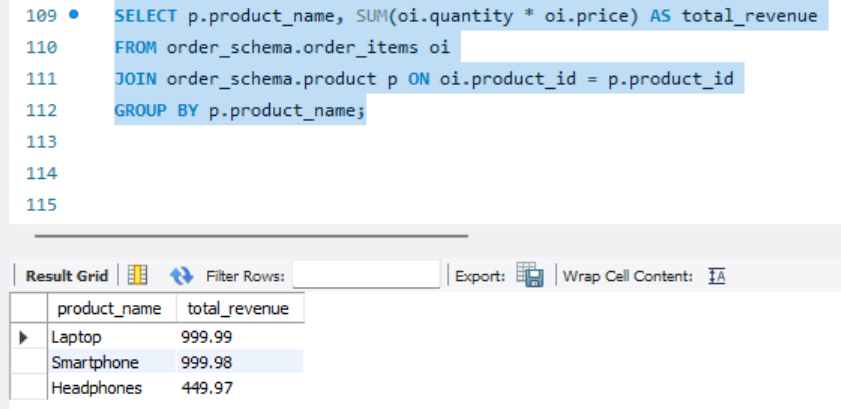 109 SELECT p.product_name, SUM(oi.quantity * oi.price) AS total_revenue
110 FROM order_schema.order_items oi
111 JOIN order_schema.product p ON oi.product_id = p.product_id
112 GROUP BY p.product_name;
113
114
115
Result Grid Filter Rows: Export: Wrap Cell Content: IA
product_name total_revenue
Laptop 999.99
Smartphone 999.98
Headphones 449.97